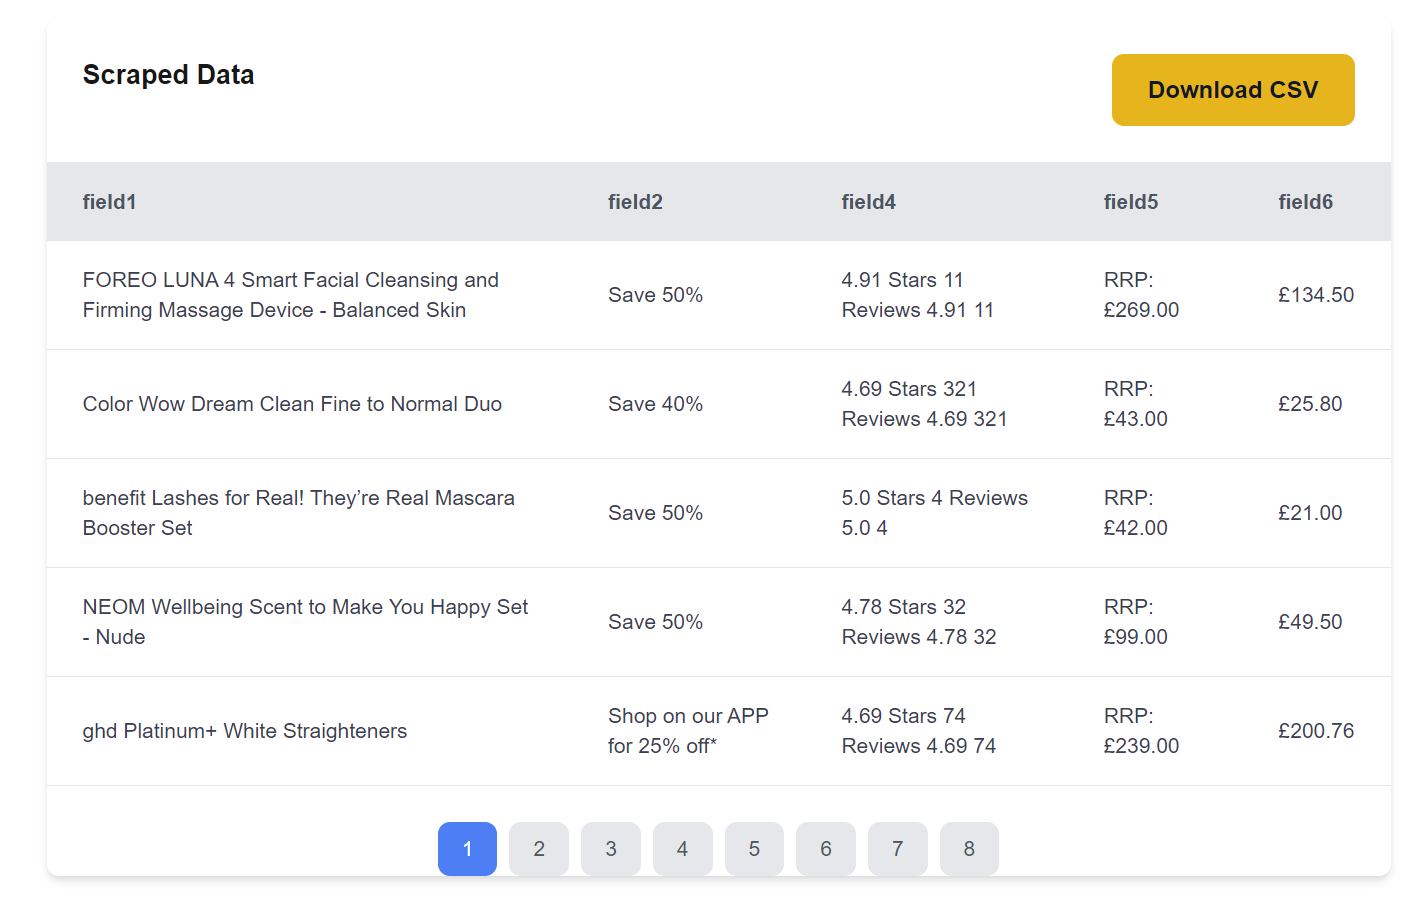 Scraped Data
Download CSV
field1 field2 field4 field5 field6
FOREO LUNA 4 Smart Facial Cleansing and
Firming Massage Device - Balanced Skin
Save 50%
4.91 Stars 11
Reviews 4.91 11
RRP:
£269.00
£134.50
Color Wow Dream Clean Fine to Normal Duo
Save 40%
4.69 Stars 321
Reviews 4.69 321
RRP:
£43.00
£25.80
benefit Lashes for Real! They’re Real Mascara
Booster Set
Save 50%
5.0 Stars 4 Reviews
5.0 4
RRP:
£42.00
£21.00
NEOM Wellbeing Scent to Make You Happy Set
- Nude
Save 50%
4.78 Stars 32
Reviews 4.78 32
RRP:
£99.00
£49.50
ghd Platinum+ White Straighteners
Shop on our APP
for 25% off*
4.69 Stars 74
Reviews 4.69 74
RRP:
£239.00
£200.76
1 2 3 4 5 6 7 8